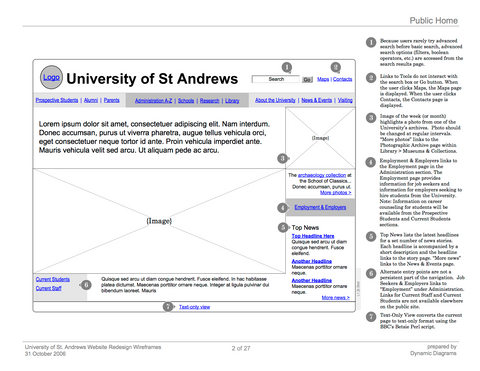 Public Home
Logo
University of St Andrews
Search
Go
Maps | Contacts
1
2
Prospective Students | Alumni | Parents
Administration A-Z | Schools | Research | Library
About the University | News & Events | Visiting
Lorem ipsum dolor sit amet, consectetuer adipiscing elit. Nam interdum.
Donec accumsan, purus ut viverra pharetra, augue tellus vehicula orci,
eget consectetuer neque tortor id ante. Proin vehicula imperdiet ante.
Mauris vehicula velit sed arcu. Ut aliquam pede ac arcu.
(Image)
3
The archaeology collection at
the School of Classics...
Donec accumsan, purus ut.
More photos >
4
Employment & Employers
(Image)
5
Top News
Top Headline Here
Quisque sed arcu ut diam
congue hendrerit. Fusce
eleifend.
Another Headline
Maecenas porttitor ornare
neque.
Another Headline
Maecenas porttitor ornare
neque.
More news >
Current Students
Current Staff
6
Quisque sed arcu ut diam congue hendrerit. Fusce eleifend. In hac habitasse
platea dictumst. Maecenas porttitor ornare neque. Integer at ligula pulvinar dui
bibendum laoreet. Mauris
7
Text-only view
1
Because users rarely try advanced
search before basic search, advanced
search options (filters, boolean
operators, etc.) are accessed from the
search results page.
2
Links to Tools do not interact with
the search box or Go button. When
the user clicks Maps, the Maps page
is displayed. When the user clicks
Contacts, the Contacts page is
displayed.
3
Image of the week (or month)
highlights a photo from one of the
University's archives. Photo should
be changed at regular intervals.
"More photos" links to the
Photographic Archive page within
Library > Museums & Collections.
4
Employment & Employers links to
the Employment page in the
Administration section. The
Employment page provides
information for job seekers and
information for employers seeking to
hire students from the University.
Note: Information on career
counseling for students will be
available from the Prospective
Students and Current Students
sections.
5
Top News lists the latest headlines
for a set number of news stories.
Each headline is accompanied by a
short description and the headline
links to the story page. "More news"
links to the News & Events page.
6
Alternate entry points are not a
persistent part of the navigation. Job
Seekers & Employers links to
"Employment" under Administration.
Links for Current Staff and Current
Students are not available elsewhere
on the public site.
7
Text-Only View converts the current
page to text-only format using the
BBC's Betsie Perl script.
University of St. Andrews Website Redesign Wireframes
31 October 2006
2 of 27
prepared by
Dynamic Diagrams